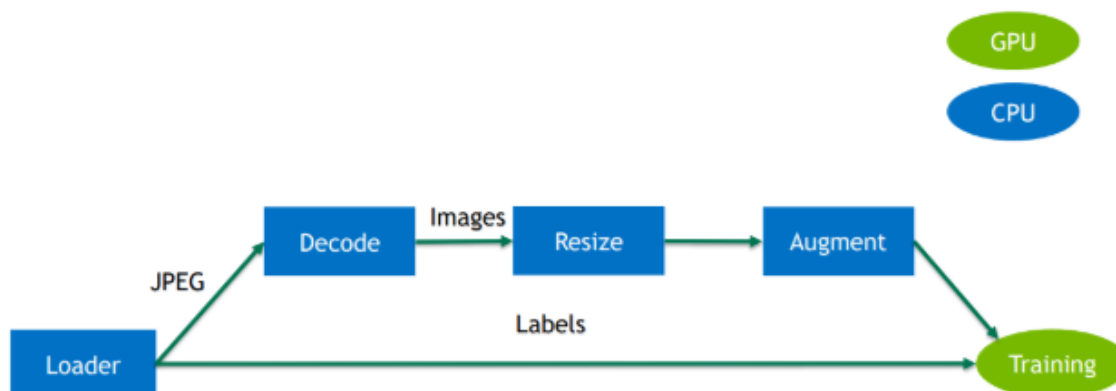 GPU
CPU
Images
Decode
Resize
Augment
JPEG
Labels
Loader
Training